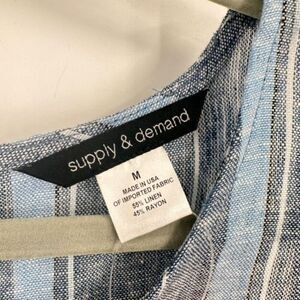 supply & demand
M
MADE IN USA
OF IMPORTED FABRIC
55% LINEN
45% RAYON